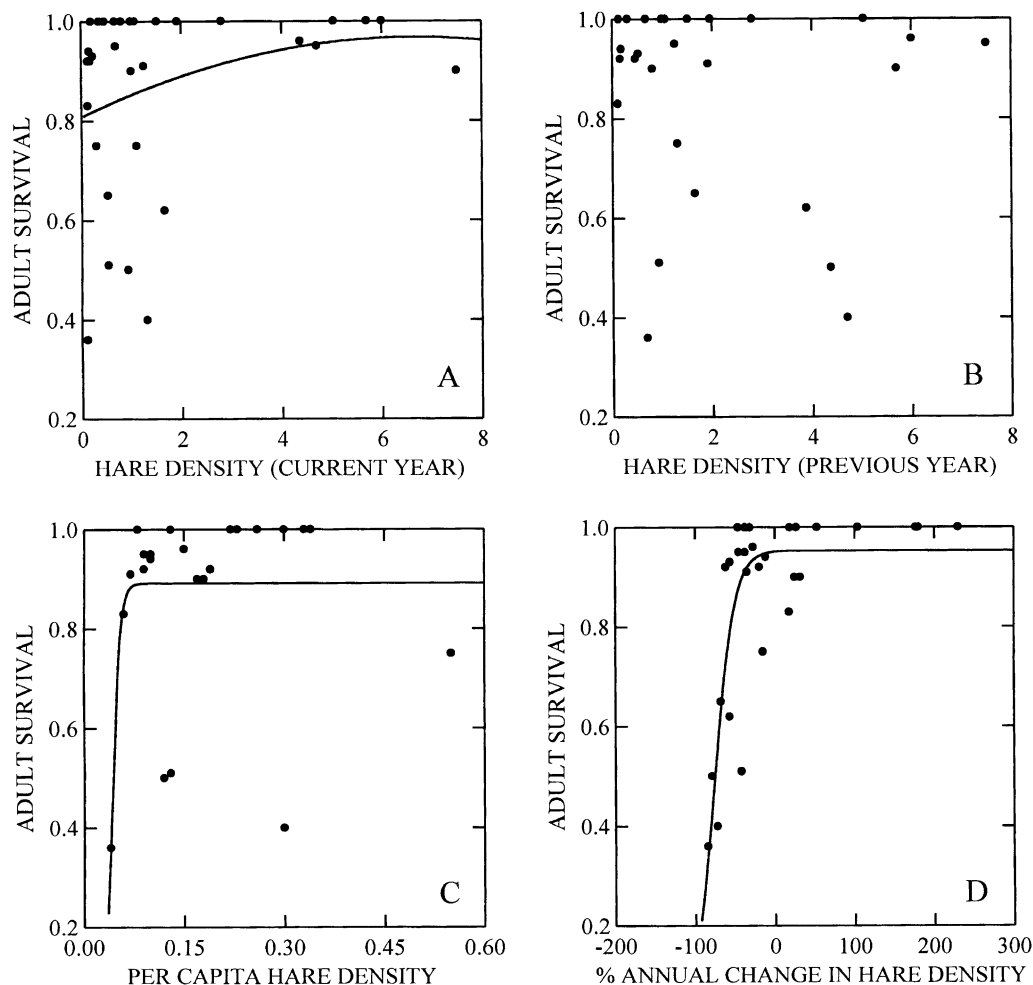 1.0
0.8
0.6
0.4
0.2
ADULT SURVIVAL
A
0 2 4 6 8
HARE DENSITY (CURRENT YEAR)
1.0
0.8
0.6
0.4
0.2
ADULT SURVIVAL
B
0 2 4 6 8
HARE DENSITY (PREVIOUS YEAR)
1.0
0.8
0.6
0.4
0.2
ADULT SURVIVAL
C
0.00 0.15 0.30 0.45 0.60
PER CAPITA HARE DENSITY
1.0
0.8
0.6
0.4
0.2
ADULT SURVIVAL
D
-200 -100 0 100 200 300
% ANNUAL CHANGE IN HARE DENSITY